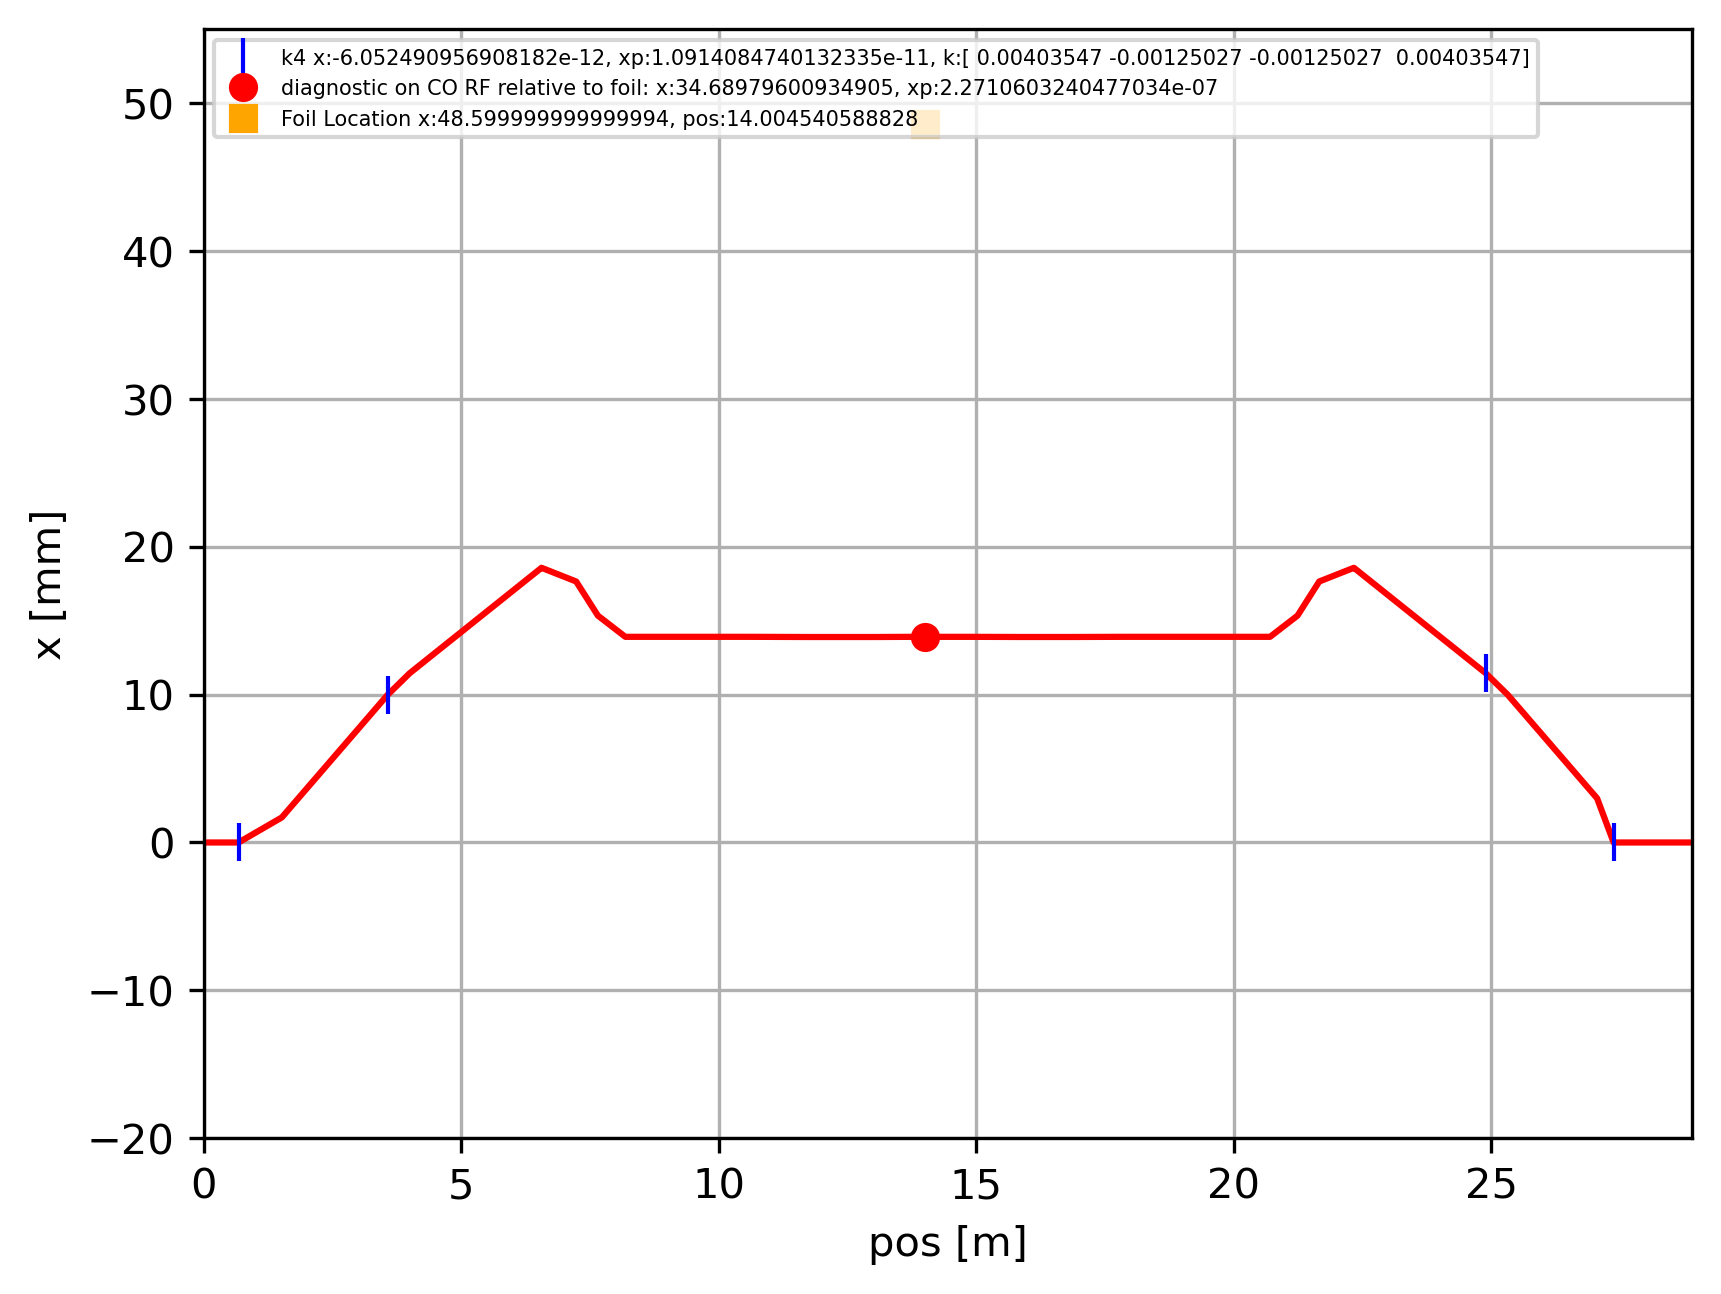 k4 x:-6.052490956908182e-12, xp:1.0914084740132335e-11, k:[ 0.00403547 -0.00125027 -0.00125027  0.00403547]
diagnostic on CO RF relative to foil: x:34.68979600934905, xp:2.2710603240477034e-07
Foil Location x:48.599999999999994, pos:14.004540588828
50
40
30
20
10
0
−10
−20
x [mm]
0 5 10 15 20 25
pos [m]